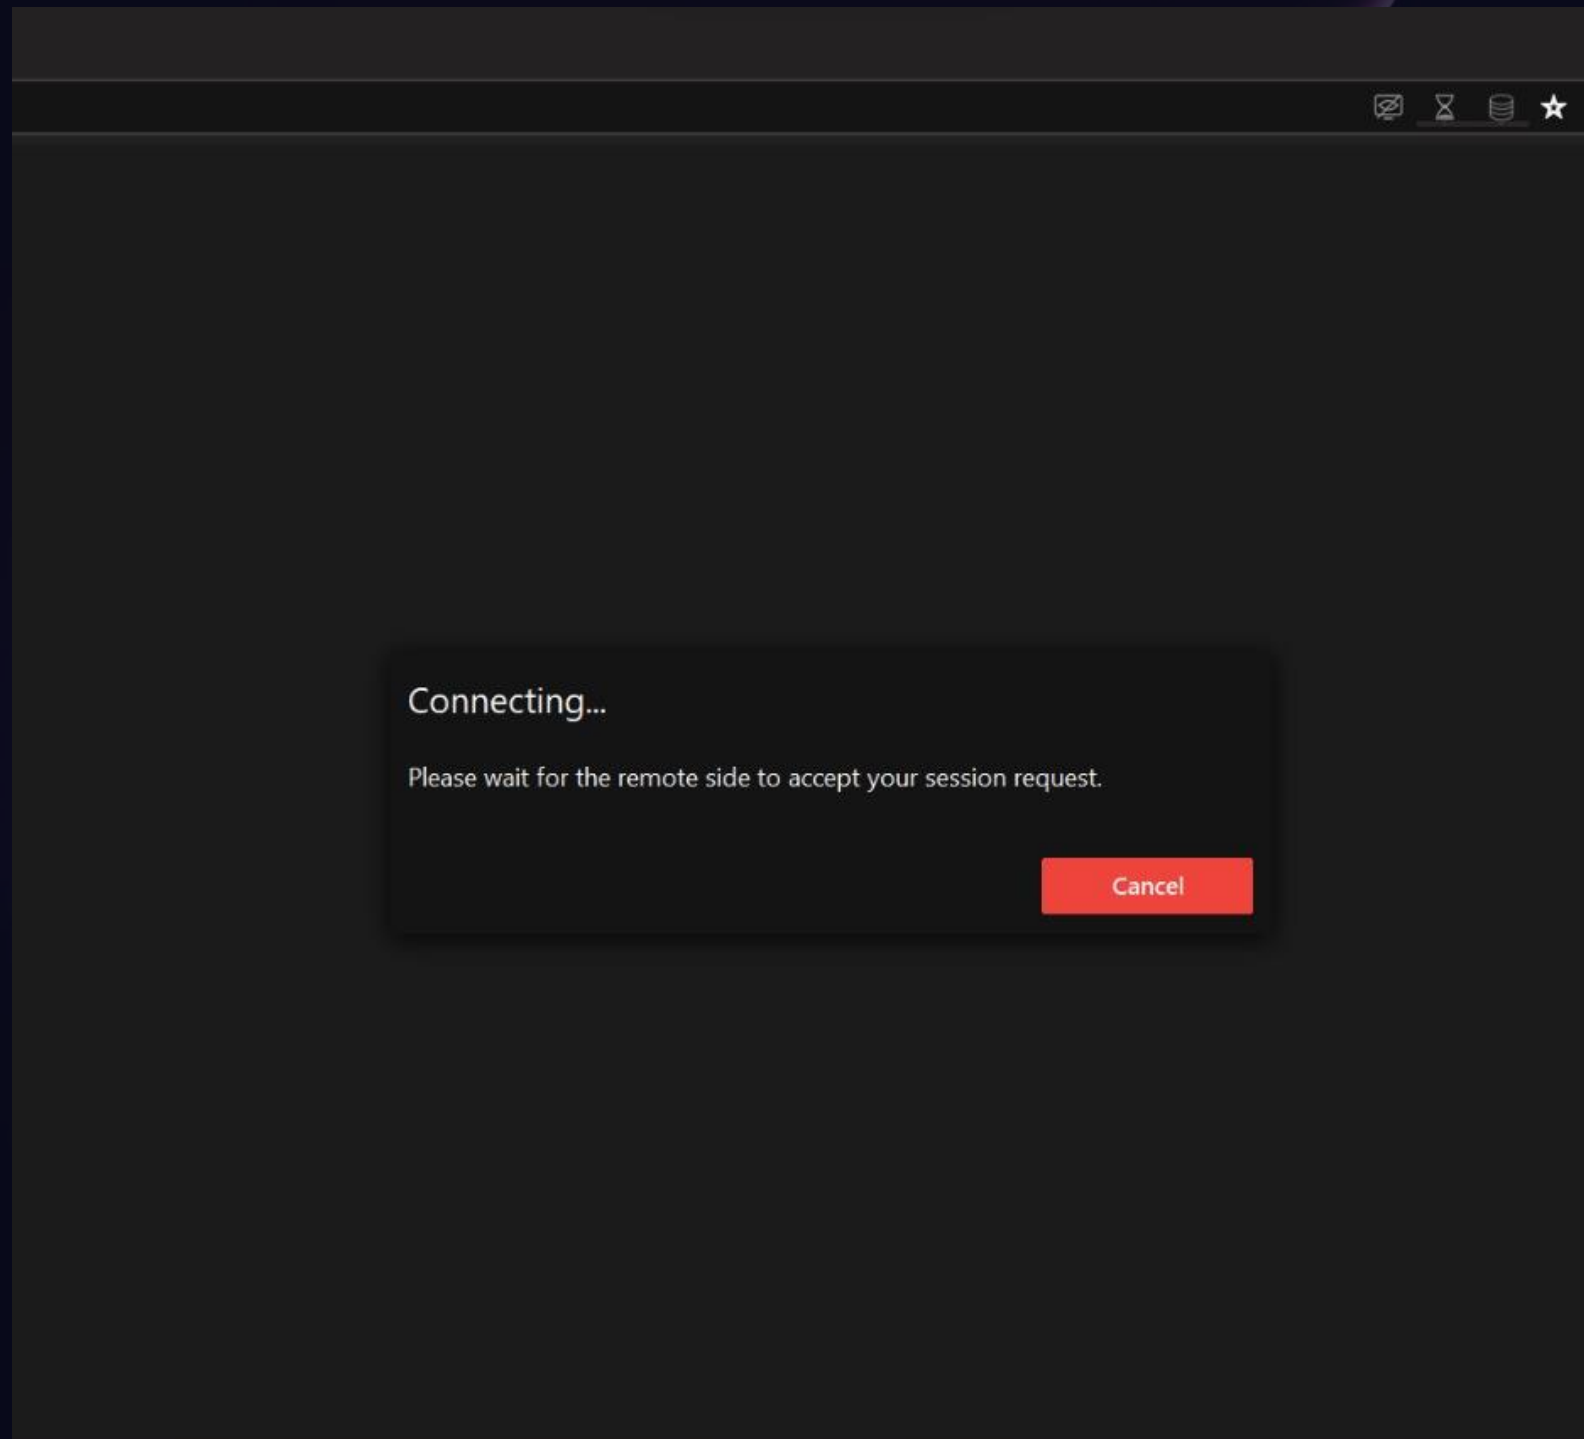 Connecting...
Please wait for the remote side to accept your session request.
Cancel